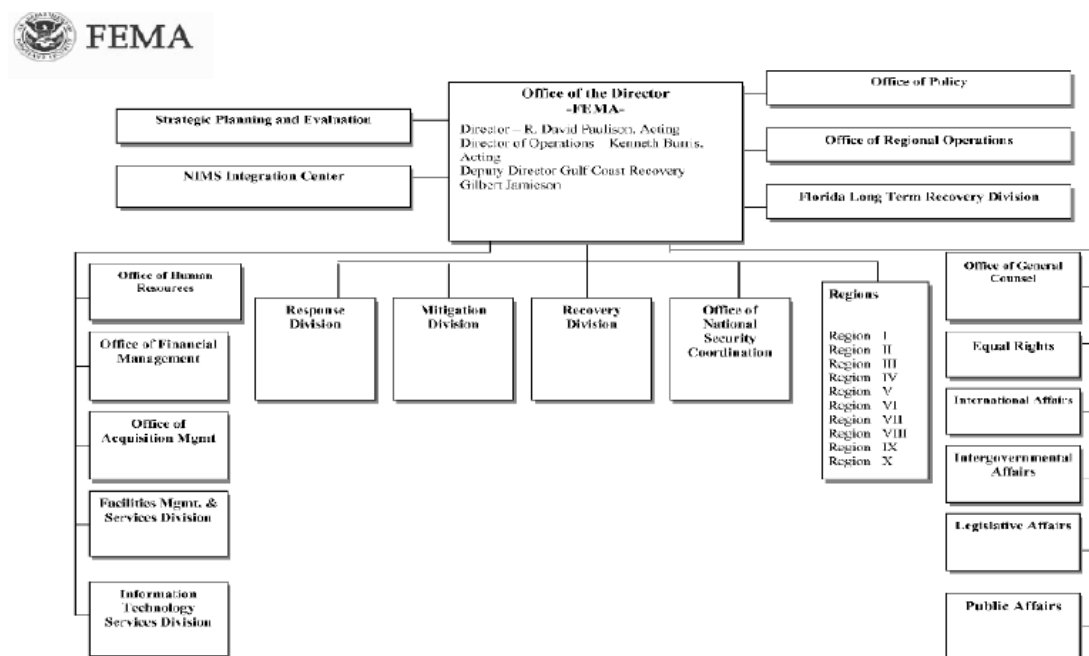 FEMA
Office of the Director
-FEMA-
Director – R. David Paulison, Acting
Director of Operations – Kenneth Burris,
Acting
Deputy Director Gulf Coast Recovery
Gilbert Jamieson
Strategic Planning and Evaluation
NIMS Integration Center
Office of Policy
Office of Regional Operations
Florida Long Term Recovery Division
Office of Human
Resources
Office of Financial
Management
Office of
Acquisition Mgmt
Facilities Mgmt. &
Services Division
Information
Technology
Services Division
Response
Division
Mitigation
Division
Recovery
Division
Office of
National
Security
Coordination
Regions
Region I
Region II
Region III
Region IV
Region V
Region VI
Region VII
Region VIII
Region IX
Region X
Office of General
Counsel
Equal Rights
International Affairs
Intergovernmental
Affairs
Legislative Affairs
Public Affairs